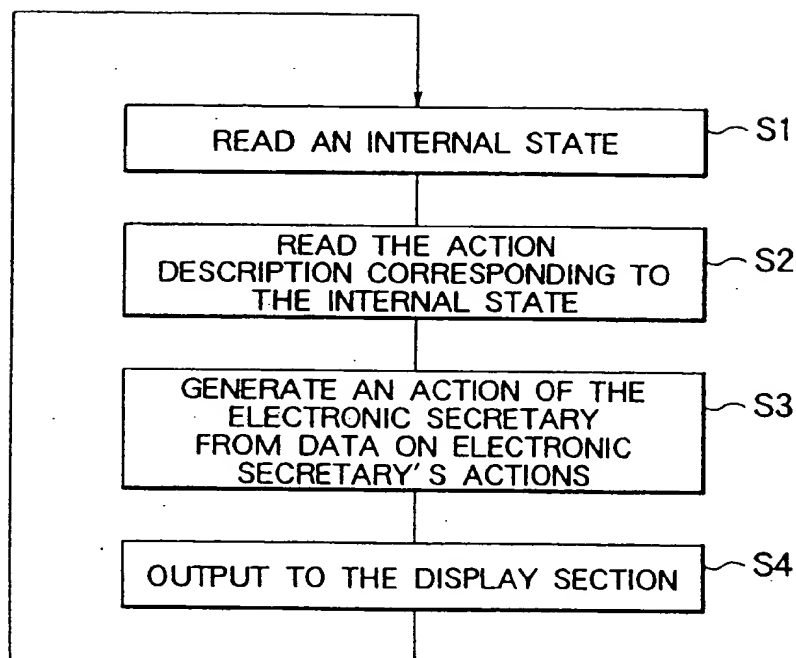 READ AN INTERNAL STATE
S1
READ THE ACTION
DESCRIPTION CORRESPONDING TO
THE INTERNAL STATE
S2
GENERATE AN ACTION OF THE
ELECTRONIC SECRETARY
FROM DATA ON ELECTRONIC
SECRETARY'S ACTIONS
S3
OUTPUT TO THE DISPLAY SECTION
S4